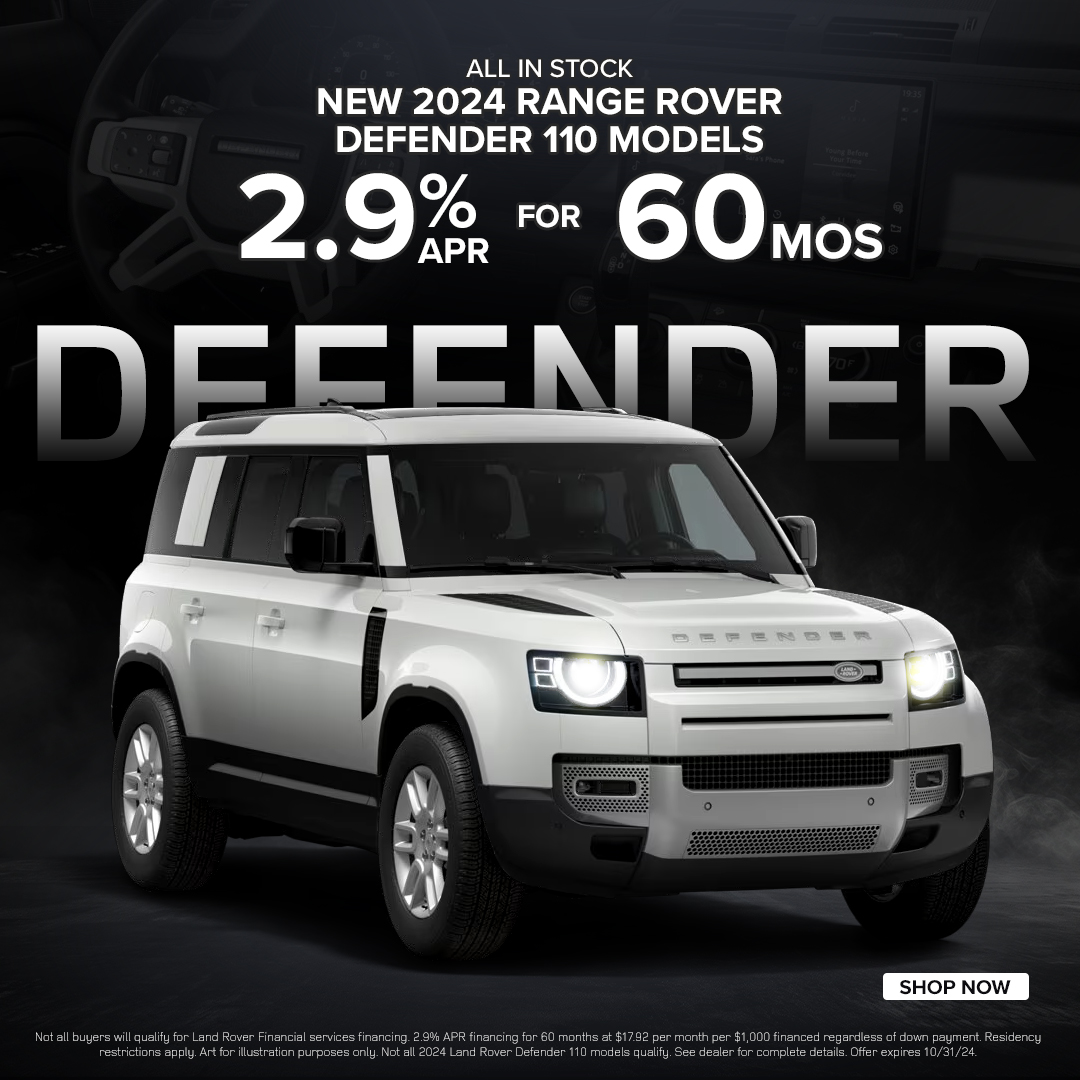 ALL IN STOCK
NEW 2024 RANGE ROVER
DEFENDER 110 MODELS
2.9% APR FOR 60 MOS
DEFENDER
DEFENDER
LAND ROVER
SHOP NOW
Not all buyers will qualify for Land Rover Financial services financing. 2.9% APR financing for 60 months at $17.92 per month per $1,000 financed regardless of down payment. Residency
restrictions apply. Art for illustration purposes only. Not all 2024 Land Rover Defender 110 models qualify. See dealer for complete details. Offer expires 10/31/24.